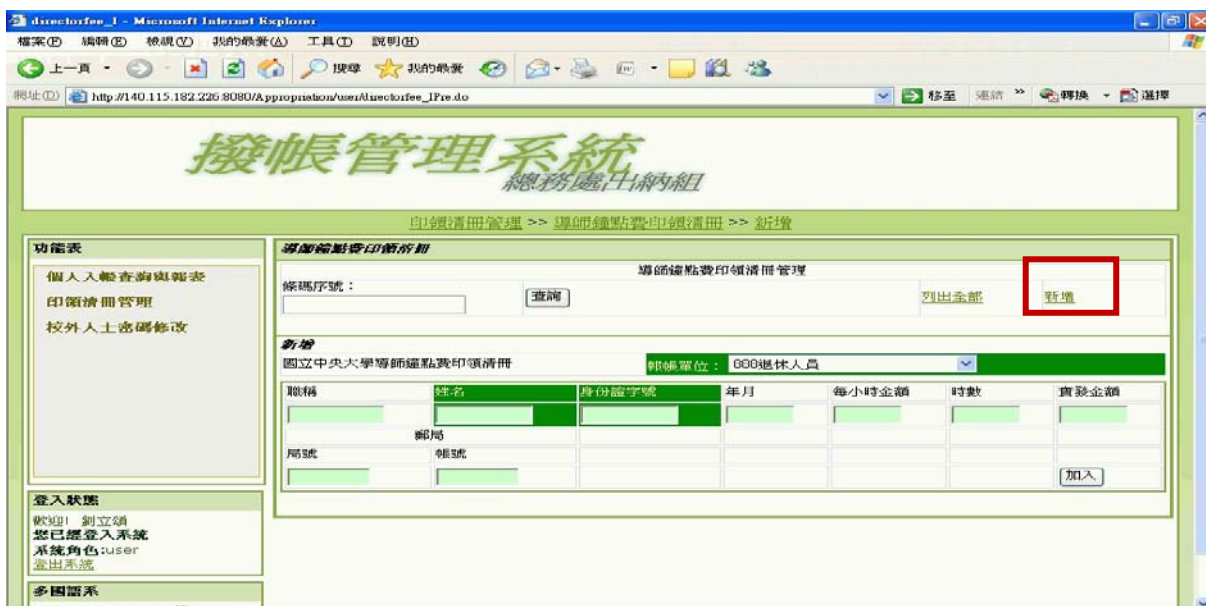 directorfee_I - Microsoft Internet Explorer
檔案(F) 編輯(E) 檢視(V) 我的最愛(A) 工具(T) 說明(H)
上一頁 搜尋 我的最愛
網址(D) http://140.115.182.226:8080/Appropriation/user/directorfee_IPre.do 移至 連結 » 轉換 選擇
撥帳管理系統
總務處出納組
印領清冊管理 >> 導師鐘點費印領清冊 >> 新增
功能表
個人入帳查詢與報表
印領清冊管理
校外人士密碼修改
登入狀態
歡迎! 劉立頌
您已經登入系統
系統角色:user
登出系統
多國語系
導師鐘點費印領清冊
導師鐘點費印領清冊管理
條碼序號： 查詢 列出全部 新增
新增
國立中央大學導師鐘點費印領清冊 報帳單位： 000退休人員
職稱 姓名 身份證字號 年月 每小時金額 時數 實發金額
郵局
局號 帳號
加入